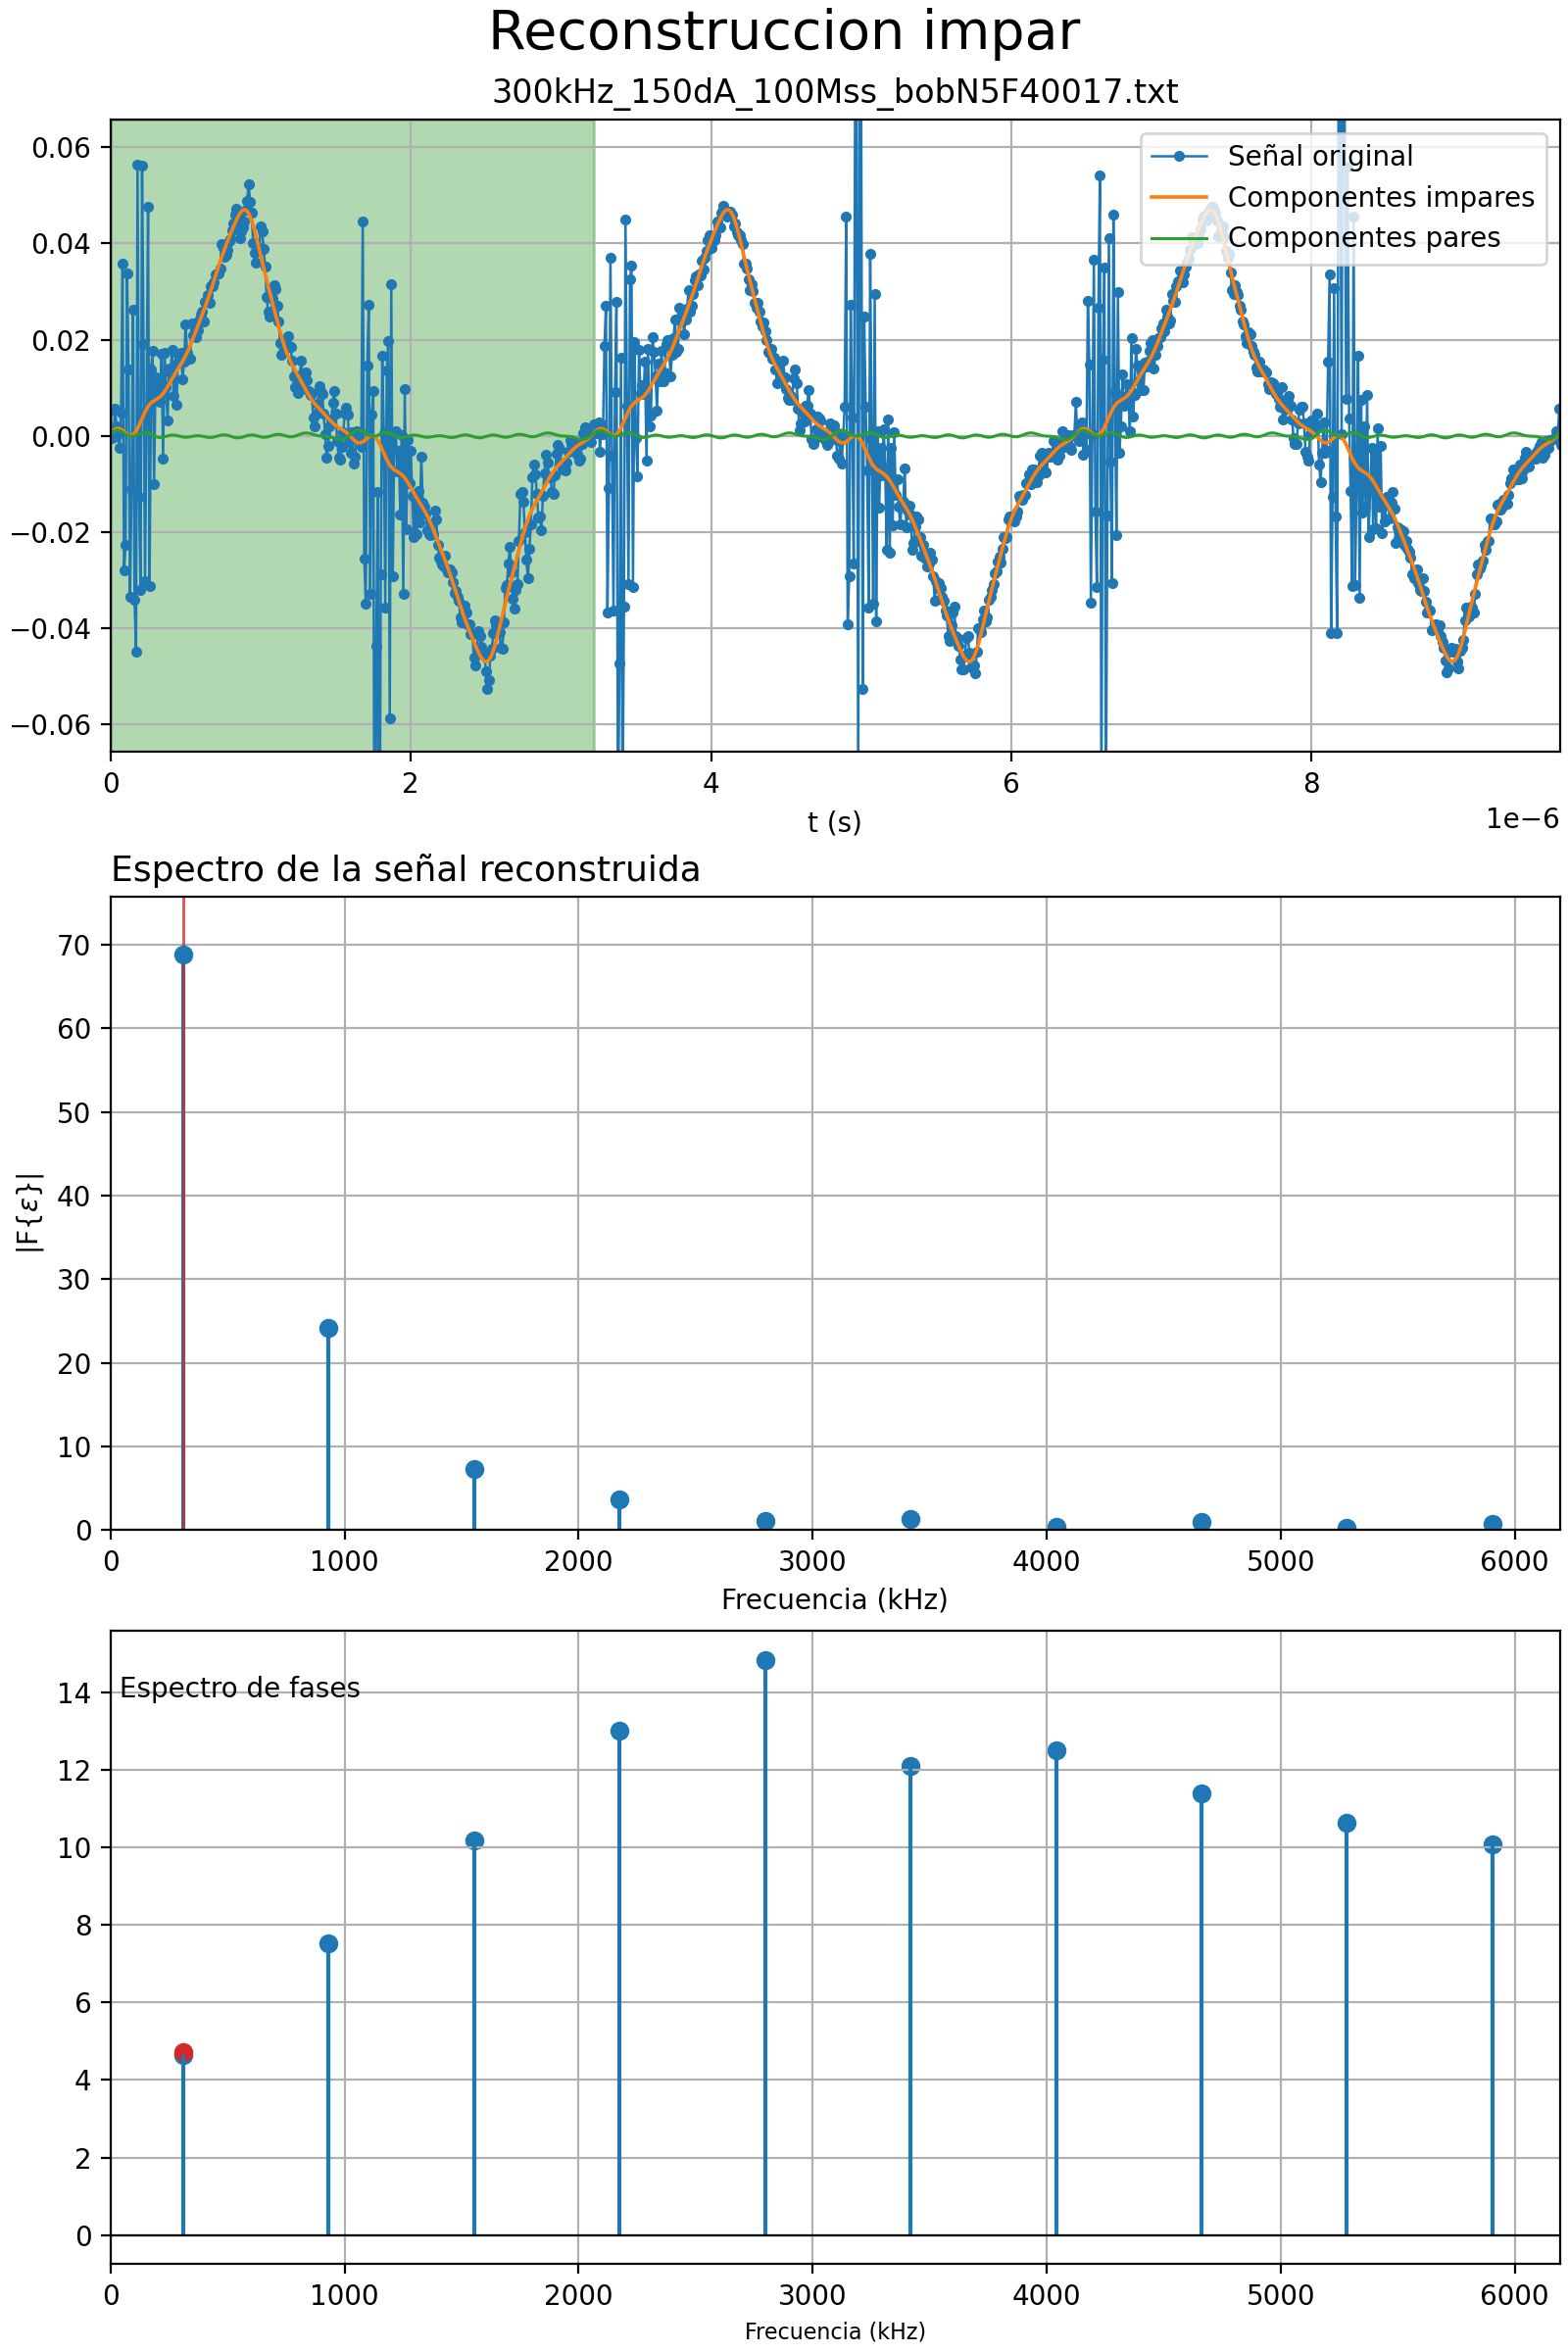 Reconstruccion impar
300kHz_150dA_100Mss_bobN5F40017.txt
0.06
0.04
0.02
0.00
−0.02
−0.04
−0.06
Señal original
Componentes impares
Componentes pares
0 2 4 6 8
t (s)
1e−6
Espectro de la señal reconstruida
70
60
50
40
30
20
10
0
|F{ε}|
0 1000 2000 3000 4000 5000 6000
Frecuencia (kHz)
Espectro de fases
14
12
10
8
6
4
2
0
0 1000 2000 3000 4000 5000 6000
Frecuencia (kHz)